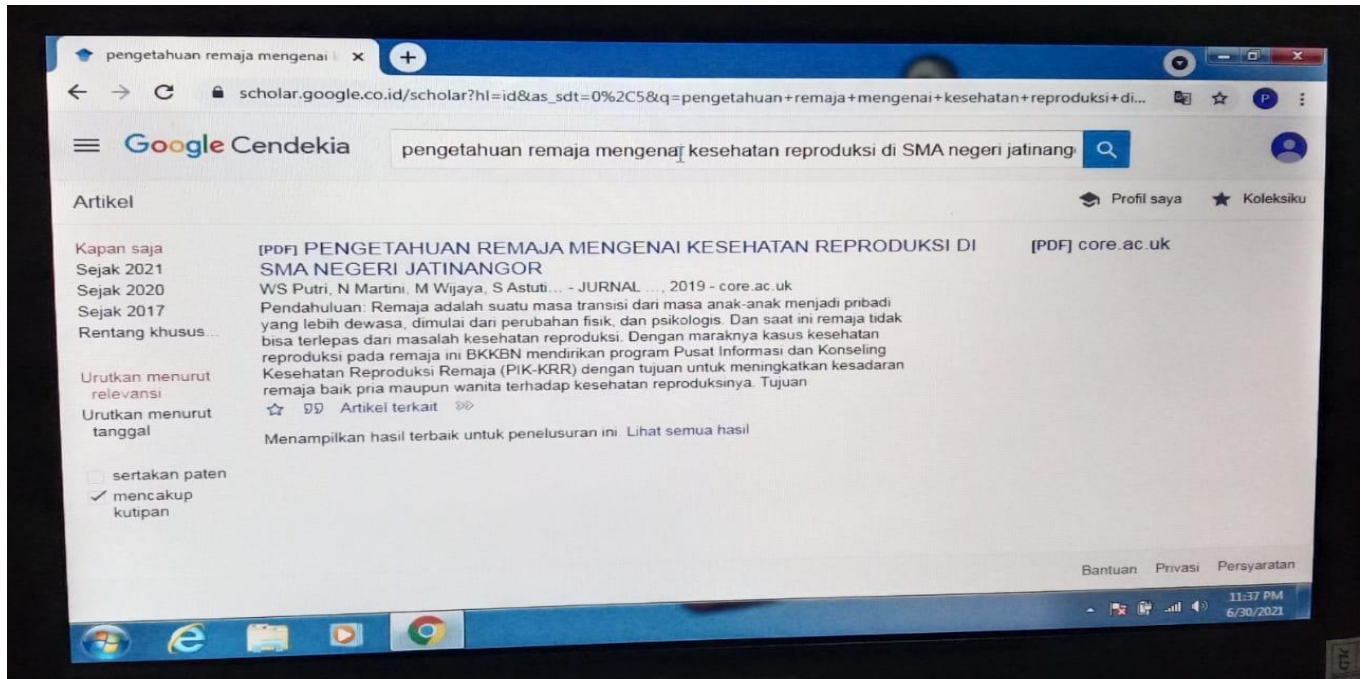 pengetahuan remaja mengenai
scholar.google.co.id/scholar?hl=id&as_sdt=0%2C5&q=pengetahuan+remaja+mengenai+kesehatan+reproduksi+di...
P
Google Cendekia
pengetahuan remaja mengenai kesehatan reproduksi di SMA negeri jatinang
Artikel
Profil saya
Koleksiku
Kapan saja
Sejak 2021
Sejak 2020
Sejak 2017
Rentang khusus...
Urutkan menurut
relevansi
Urutkan menurut
tanggal
sertakan paten
mencakup
kutipan
[PDF] PENGETAHUAN REMAJA MENGENAI KESEHATAN REPRODUKSI DI
SMA NEGERI JATINANGOR
WS Putri, N Martini, M Wijaya, S Astuti... - JURNAL ..., 2019 - core.ac.uk
Pendahuluan: Remaja adalah suatu masa transisi dari masa anak-anak menjadi pribadi
yang lebih dewasa, dimulai dari perubahan fisik, dan psikologis. Dan saat ini remaja tidak
bisa terlepas dari masalah kesehatan reproduksi. Dengan maraknya kasus kesehatan
reproduksi pada remaja ini BKKBN mendirikan program Pusat Informasi dan Konseling
Kesehatan Reproduksi Remaja (PIK-KRR) dengan tujuan untuk meningkatkan kesadaran
remaja baik pria maupun wanita terhadap kesehatan reproduksinya. Tujuan
Artikel terkait
Menampilkan hasil terbaik untuk penelusuran ini. Lihat semua hasil
[PDF] core.ac.uk
Bantuan Privasi Persyaratan
11:37 PM
6/30/2021